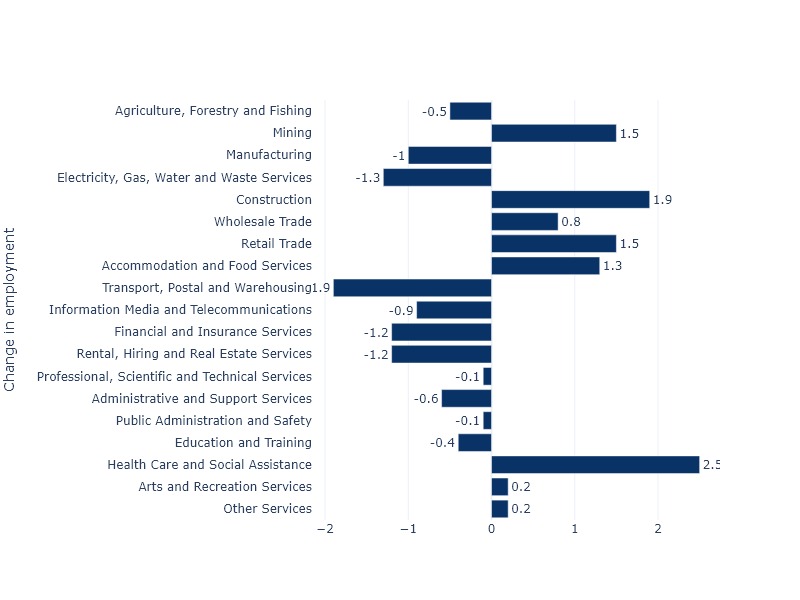 Agriculture, Forestry and Fishing -0.5
Mining 1.5
Manufacturing -1
Electricity, Gas, Water and Waste Services -1.3
Construction 1.9
Wholesale Trade 0.8
Retail Trade 1.5
Accommodation and Food Services 1.3
Transport, Postal and Warehousing 1.9
Information Media and Telecommunications -0.9
Financial and Insurance Services -1.2
Rental, Hiring and Real Estate Services -1.2
Professional, Scientific and Technical Services -0.1
Administrative and Support Services -0.6
Public Administration and Safety -0.1
Education and Training -0.4
Health Care and Social Assistance 2.5
Arts and Recreation Services 0.2
Other Services 0.2
−2 −1 0 1 2
Change in employment